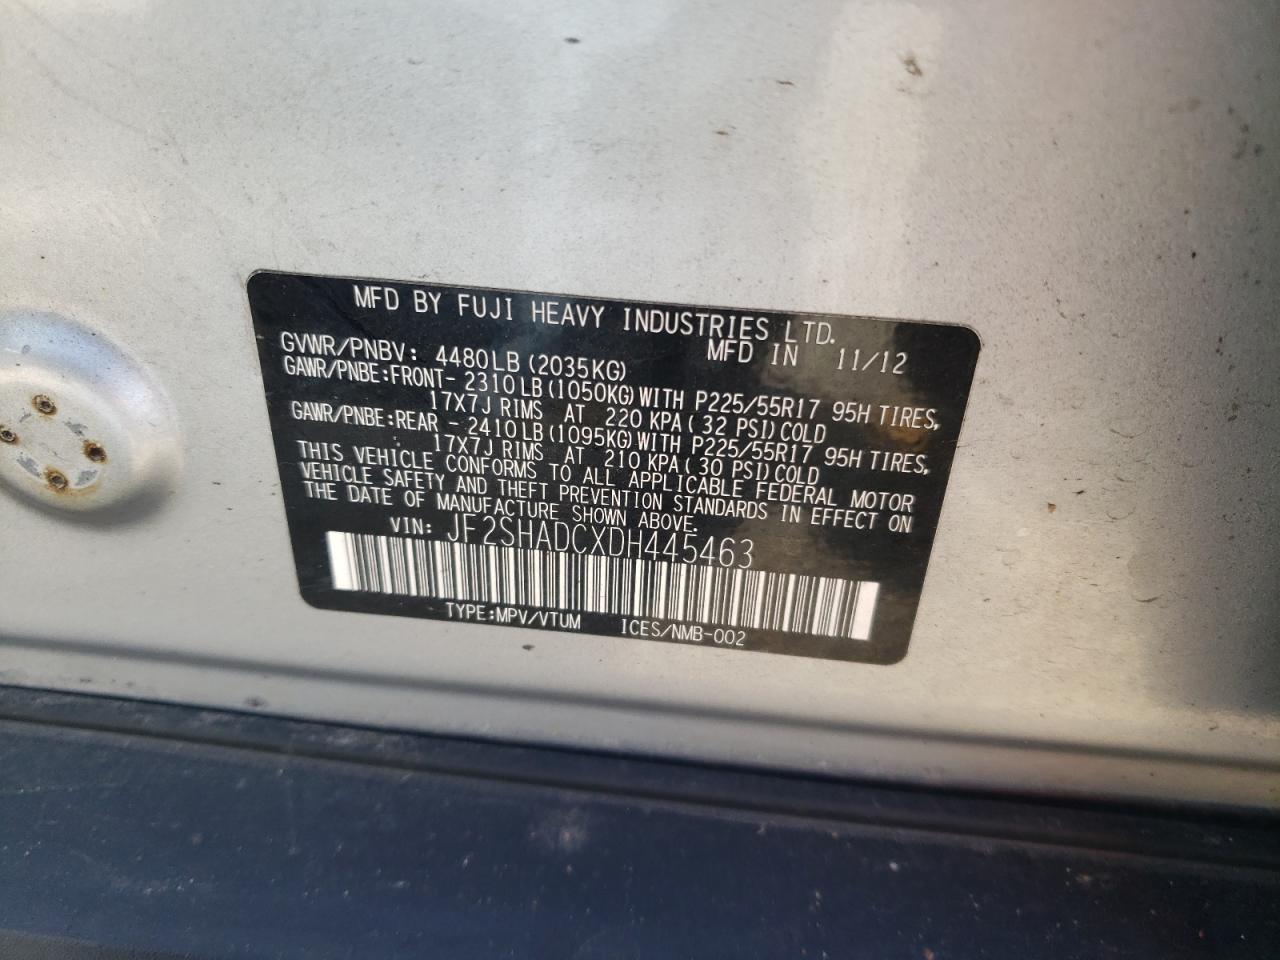 MFD BY FUJI HEAVY INDUSTRIES LTD.
MFD IN 11/12
GVWR/PNBV: 4480LB (2035KG)
GAWR/PNBE:FRONT- 2310LB (1050KG) WITH P225/55R17 95H TIRES,
17X7J RIMS AT 220 KPA( 32 PSI)COLD
GAWR/PNBE:REAR - 2410LB (1095KG) WITH P225/55R17 95H TIRES,
17X7J RIMS AT 210 KPA( 30 PSI)COLD
THIS VEHICLE CONFORMS TO ALL APPLICABLE FEDERAL MOTOR
VEHICLE SAFETY AND THEFT PREVENTION STANDARDS IN EFFECT ON
THE DATE OF MANUFACTURE SHOWN ABOVE.
VIN: JF2SHADCXDH445463
TYPE:MPV/VTUM ICES/NMB-002